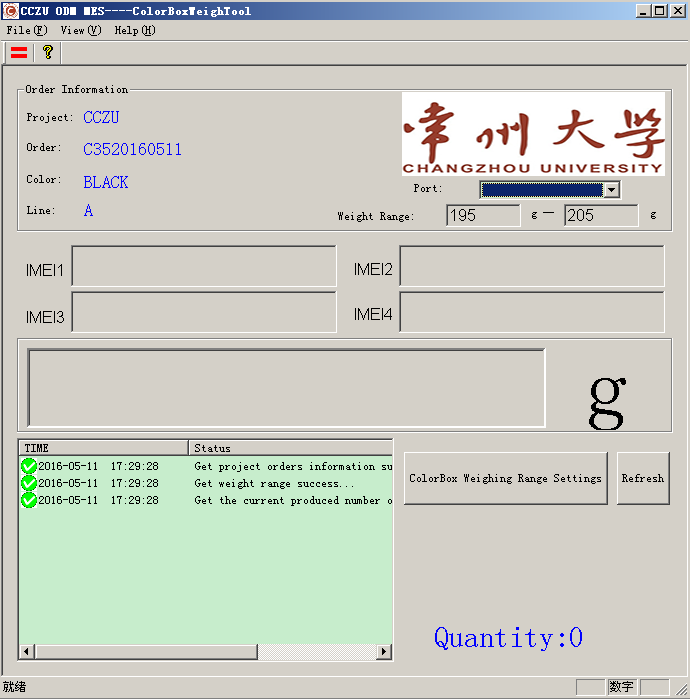 CCZU ODM MES----ColorBoxWeighTool
File(F) View(V) Help(H)
Order Information
Project: CCZU
Order: C3520160511
Color: BLACK
Line: A
常州大学
CHANGZHOU UNIVERSITY
Port:
Weight Range: 195 g — 205 g
IMEI1
IMEI2
IMEI3
IMEI4
g
TIME Status
2016-05-11 17:29:28 Get project orders information su
2016-05-11 17:29:28 Get weight range success...
2016-05-11 17:29:28 Get the current produced number o
ColorBox Weighing Range Settings
Refresh
Quantity:0
就绪
数字